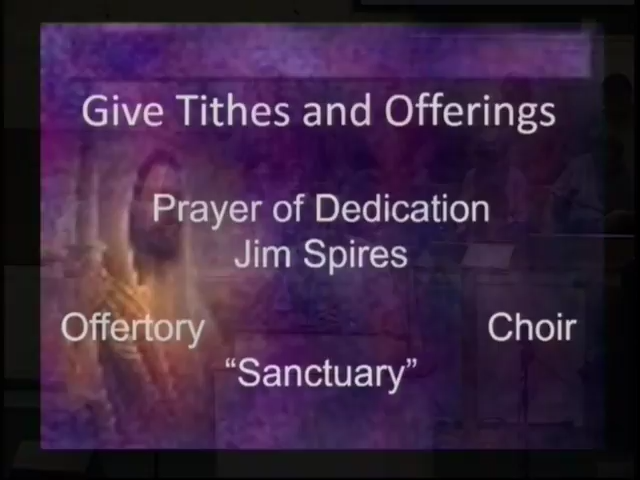 Give Tithes and Offerings
Prayer of Dedication
Jim Spires
Offertory Choir
“Sanctuary”